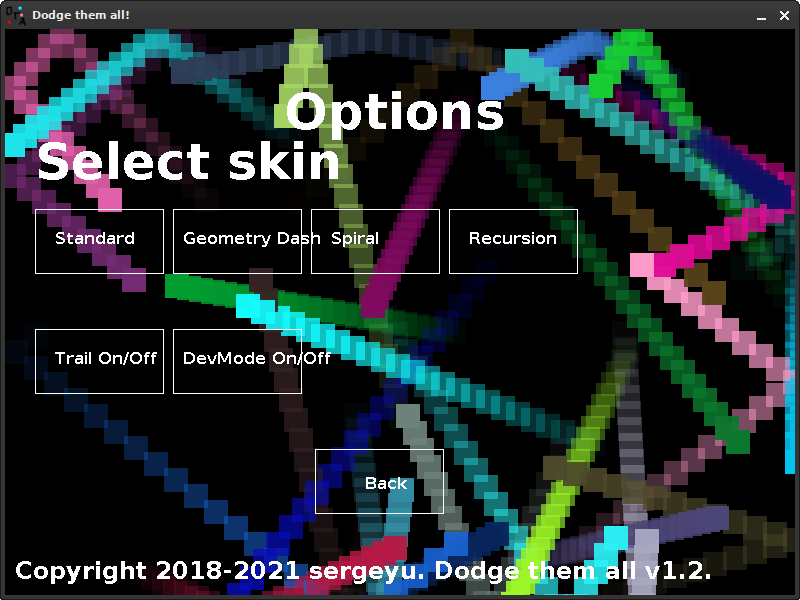 Dodge them all!
Options
Select skin
Standard
Geometry Dash
Spiral
Recursion
Trail On/Off
DevMode On/Off
Back
Copyright 2018-2021 sergeyu. Dodge them all v1.2.